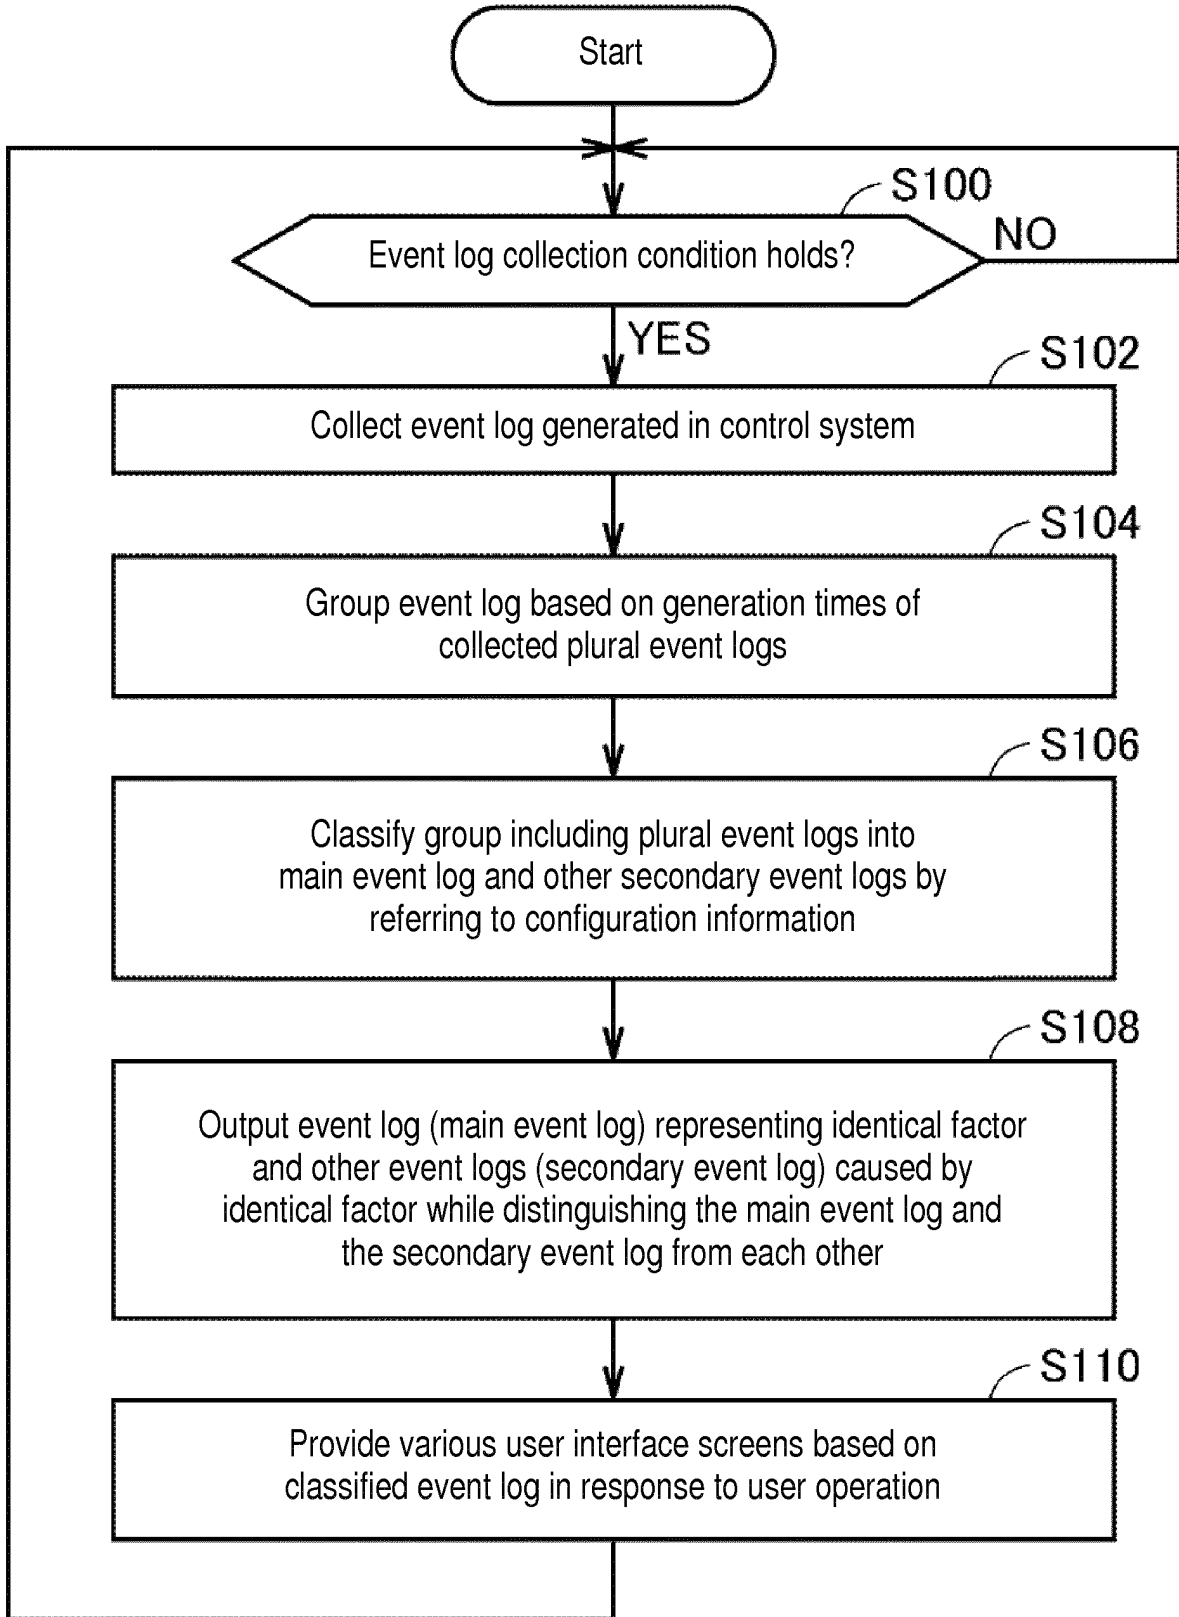 Start
S100
Event log collection condition holds?
NO
YES
S102
Collect event log generated in control system
S104
Group event log based on generation times of
collected plural event logs
S106
Classify group including plural event logs into
main event log and other secondary event logs by
referring to configuration information
S108
Output event log (main event log) representing identical factor
and other event logs (secondary event log) caused by
identical factor while distinguishing the main event log and
the secondary event log from each other
S110
Provide various user interface screens based on
classified event log in response to user operation